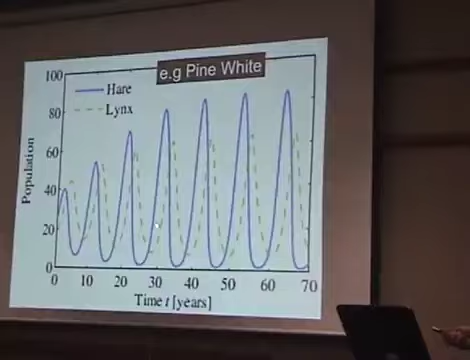 e.g Pine White
100
Hare
80
Lynx
60
40
20
0
Population
0 10 20 30 40 50 60 70
Time t [years]